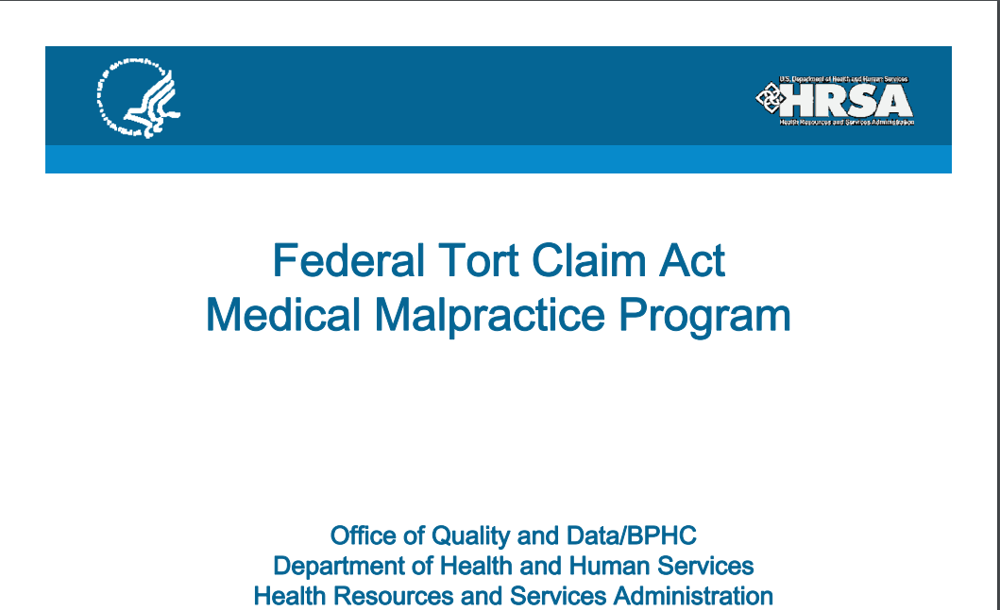 U.S. Department of Health and Human Services
HRSA
Health Resources and Services Administration
Federal Tort Claim Act
Medical Malpractice Program
Office of Quality and Data/BPHC
Department of Health and Human Services
Health Resources and Services Administration